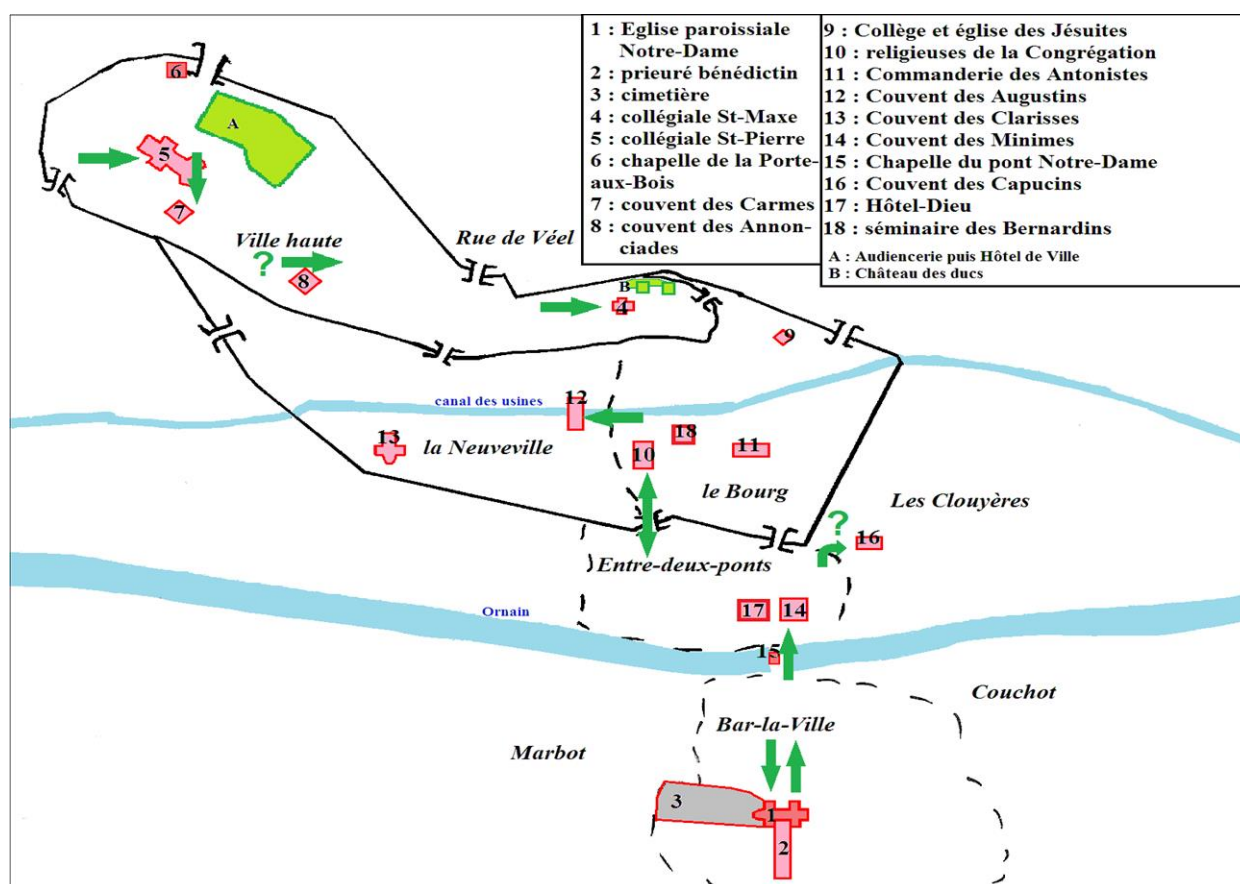 1 : Eglise paroissiale
Notre-Dame
2 : prieuré bénédictin
3 : cimetière
4 : collégiale St-Maxe
5 : collégiale St-Pierre
6 : chapelle de la Porte-
aux-Bois
7 : couvent des Carmes
8 : couvent des Annon-
ciades
9 : Collège et église des Jésuites
10 : religieuses de la Congrégation
11 : Commanderie des Antonistes
12 : Couvent des Augustins
13 : Couvent des Clarisses
14 : Couvent des Minimes
15 : Chapelle du pont Notre-Dame
16 : Couvent des Capucins
17 : Hôtel-Dieu
18 : séminaire des Bernardins
A : Audiencerie puis Hôtel de Ville
B : Château des ducs
6
A
5
7
Ville haute
Rue de Véel
?
8
B
4
9
canal des usines
12
13
la Neuveville
10
18
11
le Bourg
Les Clouyères
?
16
Entre-deux-ponts
Ornain
17
14
15
Couchot
Bar-la-Ville
Marbot
3
1
2